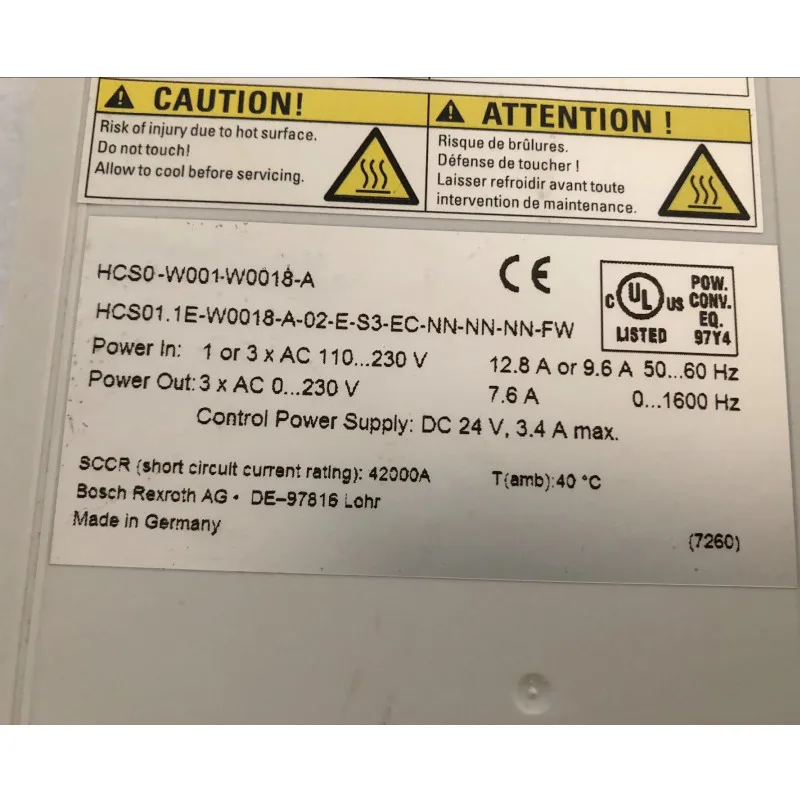 CAUTION!
Risk of injury due to hot surface.
Do not touch!
Allow to cool before servicing.
ATTENTION !
Risque de brûlures.
Défense de toucher !
Laisser refroidir avant toute
intervention de maintenance.
HCS0-W001-W0018-A
HCS01.1E-W0018-A-02-E-S3-EC-NN-NN-NN-FW
CE
C UL US LISTED
POW.
CONV.
EQ.
97Y4
Power In: 1 or 3 x AC 110...230 V 12.8 A or 9.6 A 50...60 Hz
Power Out: 3 x AC 0...230 V 7.6 A 0...1600 Hz
Control Power Supply: DC 24 V, 3.4 A max.
SCCR (short circuit current rating): 42000A T(amb):40 °C
Bosch Rexroth AG • DE-97816 Lohr
Made in Germany
(7260)